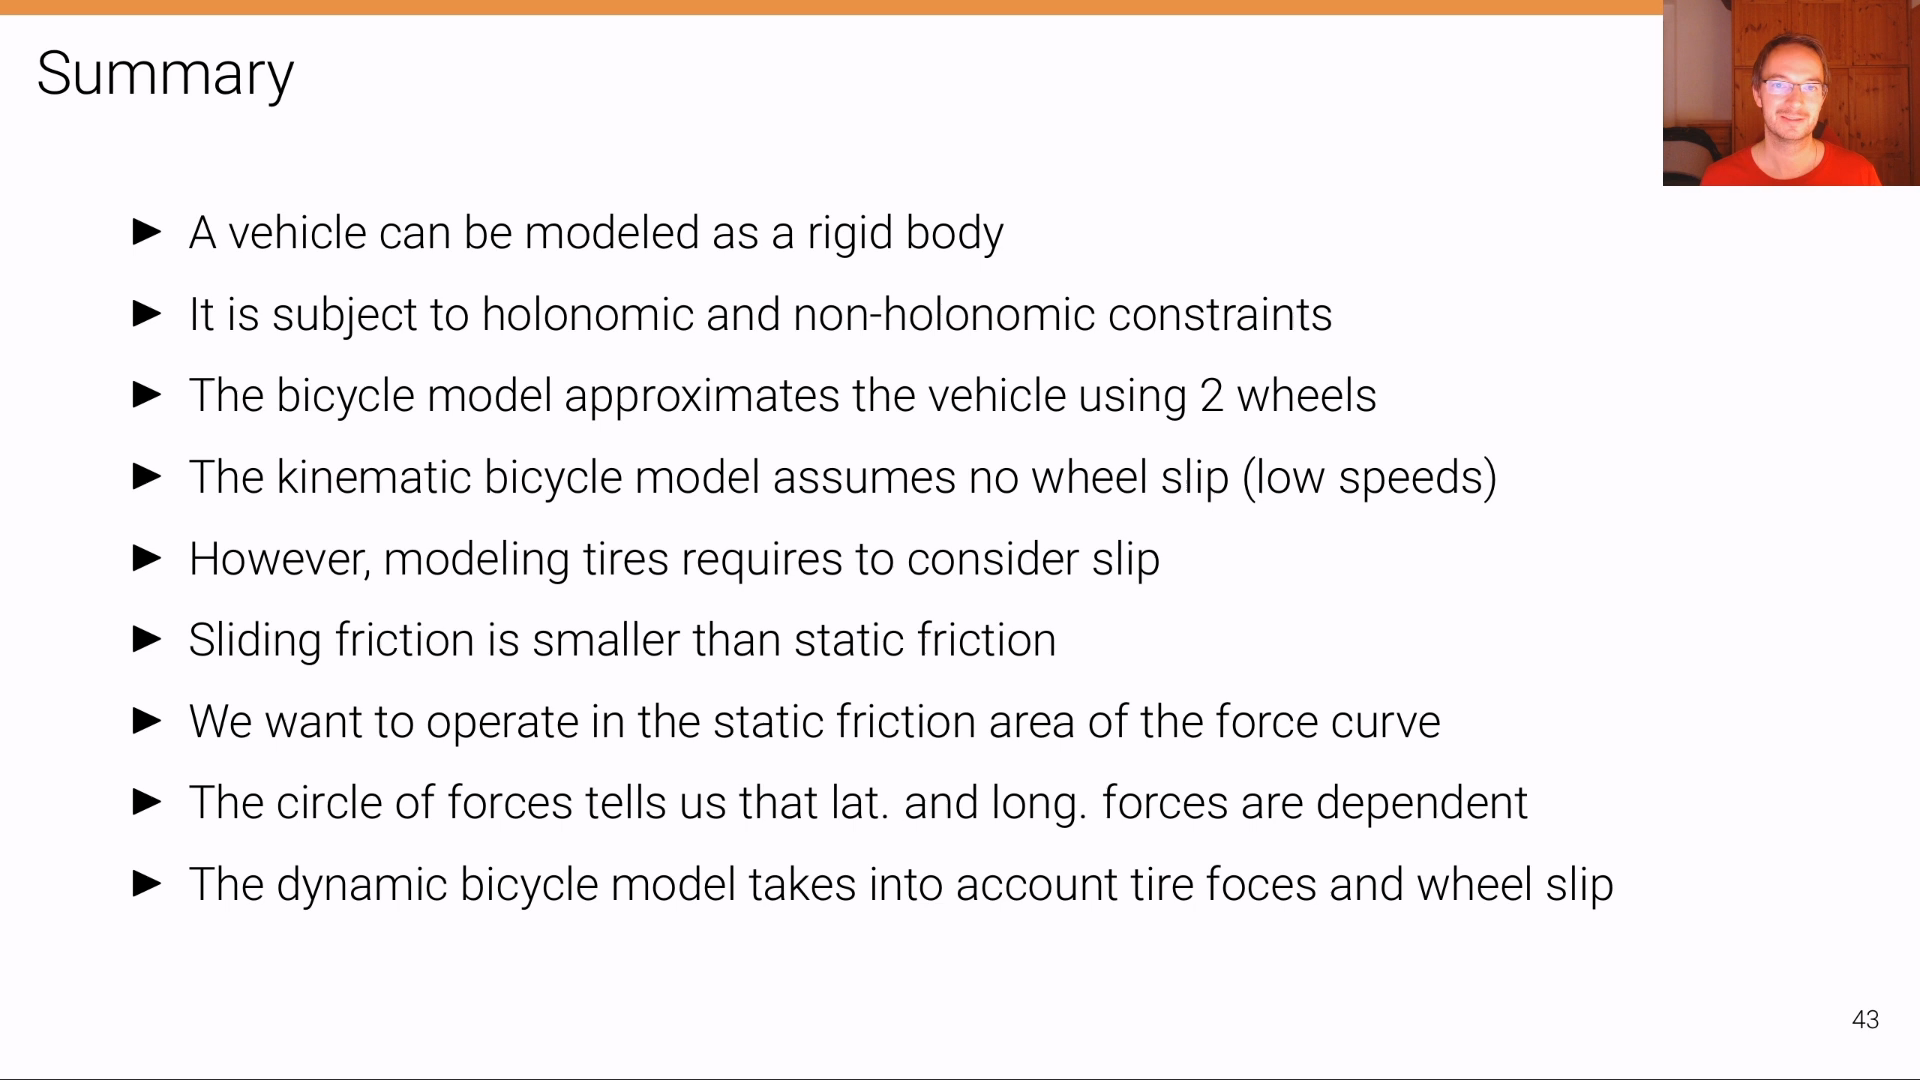 Summary
► A vehicle can be modeled as a rigid body
► It is subject to holonomic and non-holonomic constraints
► The bicycle model approximates the vehicle using 2 wheels
► The kinematic bicycle model assumes no wheel slip (low speeds)
► However, modeling tires requires to consider slip
► Sliding friction is smaller than static friction
► We want to operate in the static friction area of the force curve
► The circle of forces tells us that lat. and long. forces are dependent
► The dynamic bicycle model takes into account tire foces and wheel slip
43